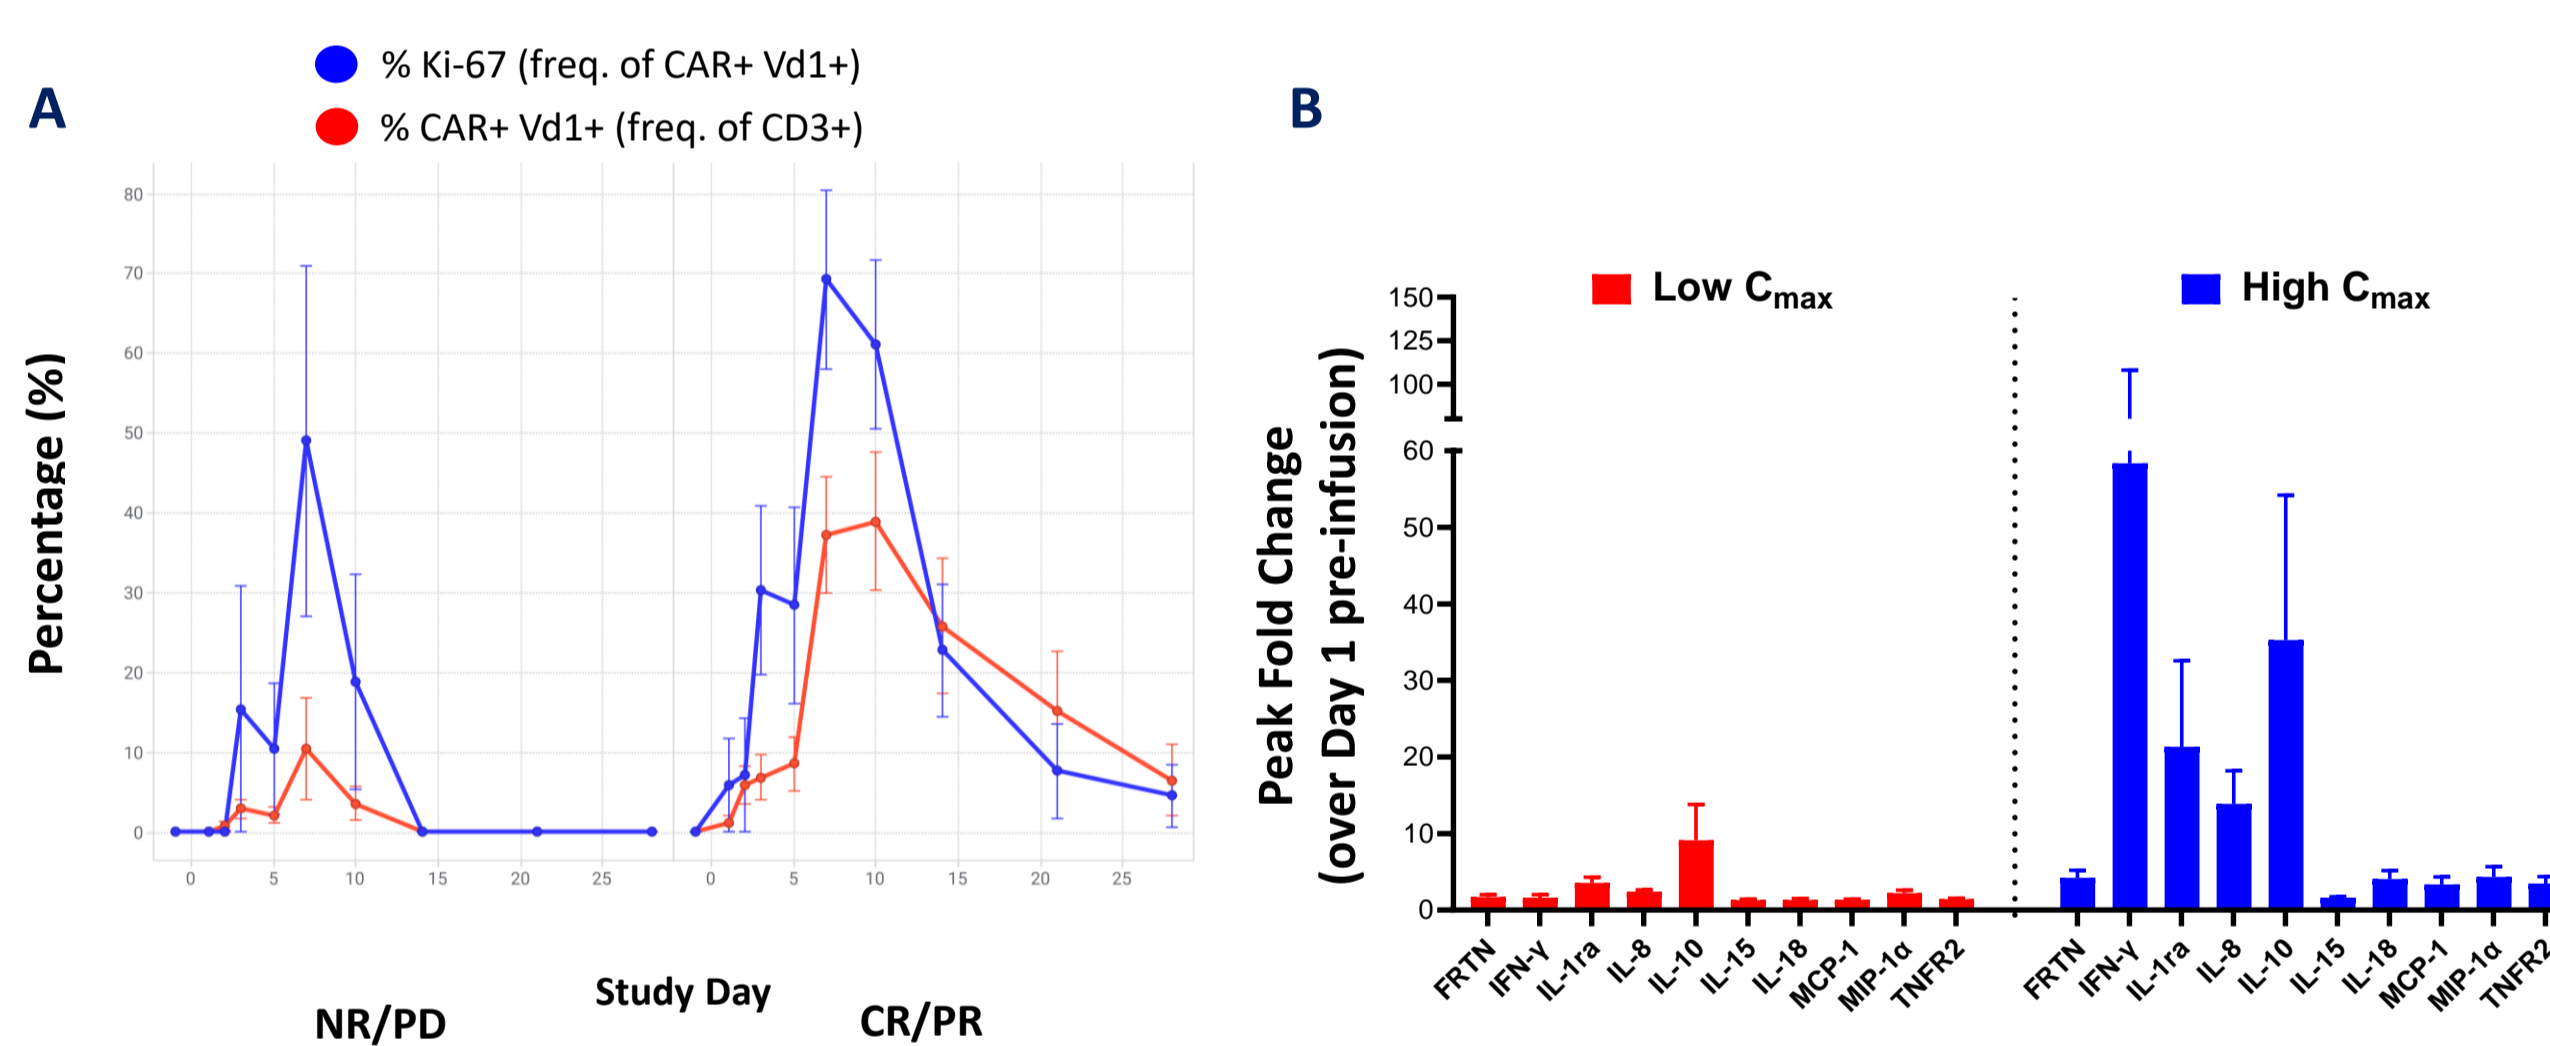 A
% Ki-67 (freq. of CAR+ Vd1+)
% CAR+ Vd1+ (freq. of CD3+)
Percentage (%)
80
70
60
50
40
30
20
10
0
0 5 10 15 20 25 0 5 10 15 20 25
Study Day
NR/PD CR/PR
B
Low Cmax High Cmax
Peak Fold Change
(over Day 1 pre-infusion)
150
125
100
60
50
40
30
20
10
0
FRTN IFN-γ IL-1ra IL-8 IL-10 IL-15 IL-18 MCP-1 MIP-1α TNFR2 FRTN IFN-γ IL-1ra IL-8 IL-10 IL-15 IL-18 MCP-1 MIP-1α TNFR2